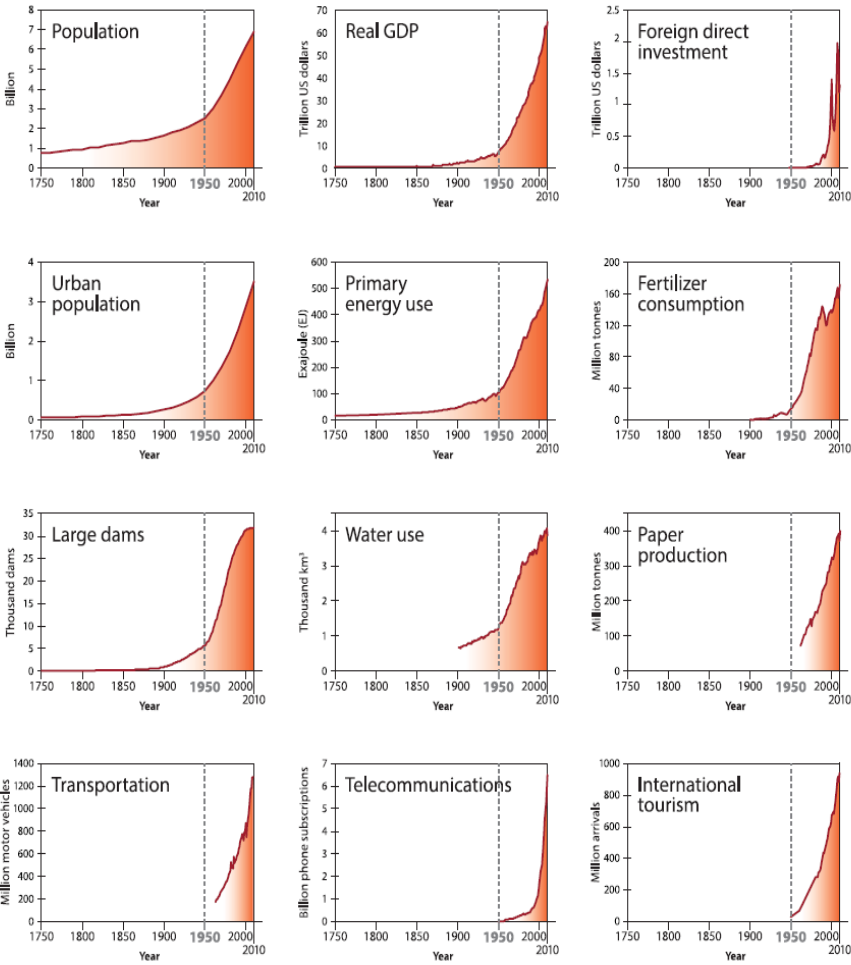 Population
Billion
8
7
6
5
4
3
2
1
0
1750 1800 1850 1900 1950 2000
2010
Year
Real GDP
Trillion US dollars
70
60
50
40
30
20
10
0
1750 1800 1850 1900 1950 2000
2010
Year
Foreign direct
investment
Trillion US dollars
2.5
2
1.5
1
0.5
0
1750 1800 1850 1900 1950 2000
2010
Year
Urban
population
Billion
4
3
2
1
0
1750 1800 1850 1900 1950 2000
2010
Year
Primary
energy use
Exajoule (EJ)
600
500
400
300
200
100
0
1750 1800 1850 1900 1950 2000
2010
Year
Fertilizer
consumption
Million tonnes
200
160
120
80
40
0
1750 1800 1850 1900 1950 2000
2010
Year
Large dams
Thousand dams
35
30
25
20
15
10
5
0
1750 1800 1850 1900 1950 2000
2010
Year
Water use
Thousand km³
4
3
2
1
0
1750 1800 1850 1900 1950 2000
2010
Year
Paper
production
Million tonnes
400
300
200
100
0
1750 1800 1850 1900 1950 2000
2010
Year
Transportation
Million motor vehicles
1400
1200
1000
800
600
400
200
0
1750 1800 1850 1900 1950 2000
2010
Year
Telecommunications
Billion phone subscriptions
7
6
5
4
3
2
1
0
1750 1800 1850 1900 1950 2000
2010
Year
International
tourism
Million arrivals
1000
800
600
400
200
0
1750 1800 1850 1900 1950 2000
2010
Year